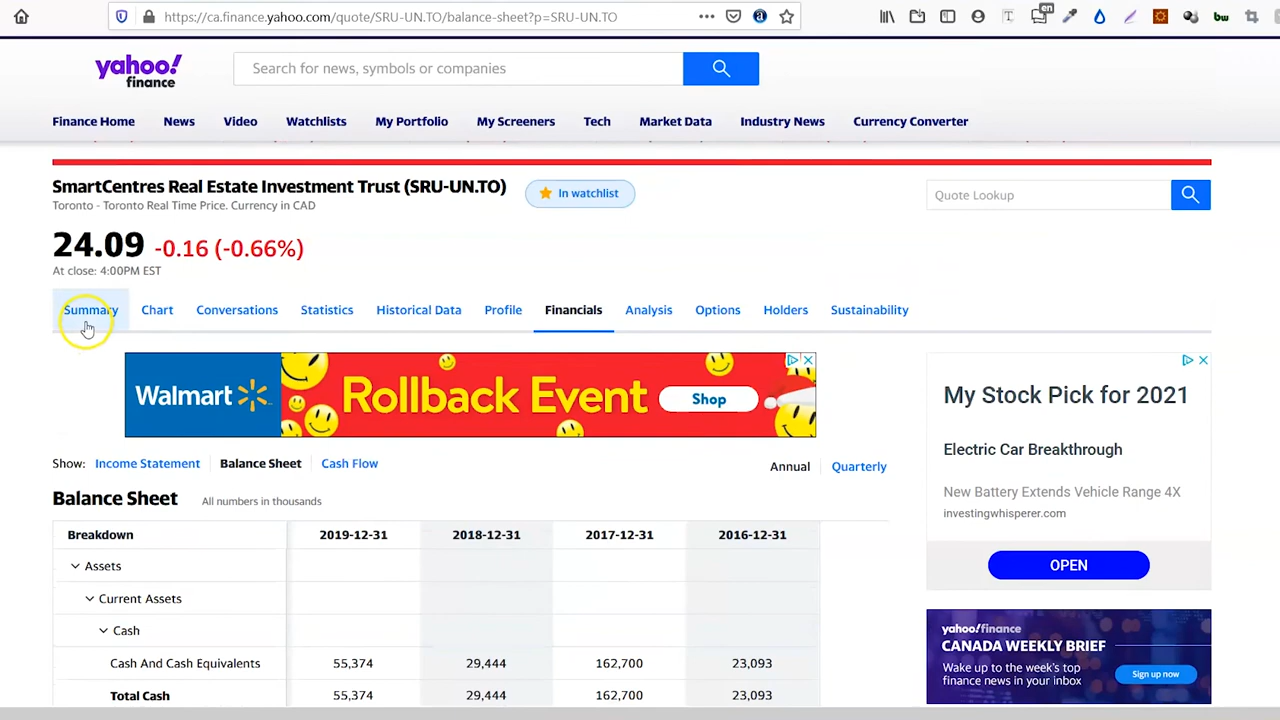 https://ca.finance.yahoo.com/quote/SRU-UN.TO/balance-sheet?p=SRU-UN.TO
en
bw
yahoo!
finance
Search for news, symbols or companies
Finance Home News Video Watchlists My Portfolio My Screeners Tech Market Data Industry News Currency Converter
SmartCentres Real Estate Investment Trust (SRU-UN.TO)
In watchlist
Toronto - Toronto Real Time Price. Currency in CAD
Quote Lookup
24.09 -0.16 (-0.66%)
At close: 4:00PM EST
Summary Chart Conversations Statistics Historical Data Profile Financials Analysis Options Holders Sustainability
Walmart Rollback Event Shop
My Stock Pick for 2021
Electric Car Breakthrough
New Battery Extends Vehicle Range 4X
investingwhisperer.com
OPEN
Show: Income Statement Balance Sheet Cash Flow
Annual Quarterly
Balance Sheet All numbers in thousands
Breakdown 2019-12-31 2018-12-31 2017-12-31 2016-12-31
Assets
Current Assets
Cash
Cash And Cash Equivalents 55,374 29,444 162,700 23,093
Total Cash 55,374 29,444 162,700 23,093
yahoo!finance
CANADA WEEKLY BRIEF
Wake up to the week's top
finance news in your inbox
Sign up now